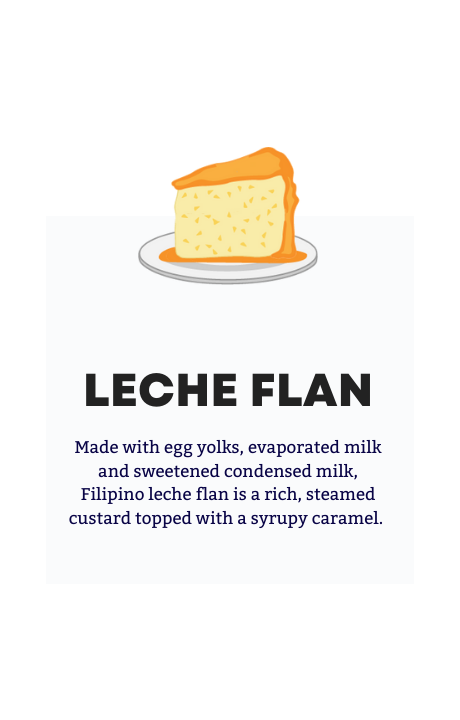 LECHE FLAN
Made with egg yolks, evaporated milk
and sweetened condensed milk,
Filipino leche flan is a rich, steamed
custard topped with a syrupy caramel.